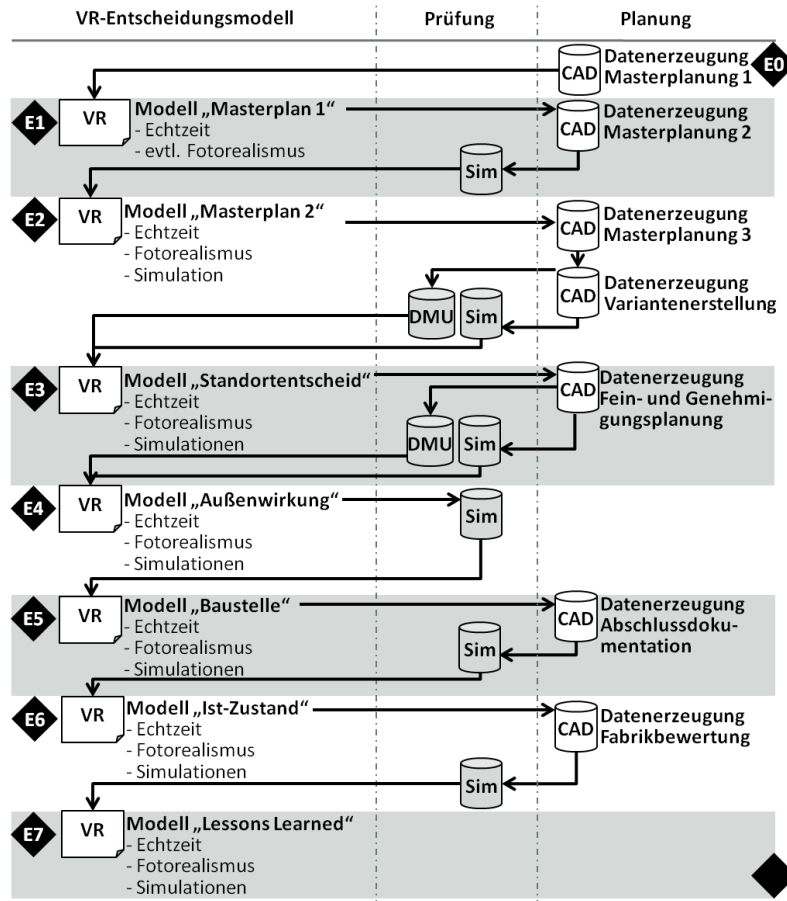 VR-Entscheidungsmodell Prüfung Planung
CAD
Datenerzeugung
Masterplanung 1
E0
E1
VR
Modell „Masterplan 1“
- Echtzeit
- evtl. Fotorealismus
CAD
Datenerzeugung
Masterplanung 2
Sim
E2
VR
Modell „Masterplan 2“
- Echtzeit
- Fotorealismus
- Simulation
CAD
Datenerzeugung
Masterplanung 3
CAD
Datenerzeugung
Variantenerstellung
DMU
Sim
E3
VR
Modell „Standortentscheid“
- Echtzeit
- Fotorealismus
- Simulationen
CAD
Datenerzeugung
Fein- und Genehmi-
gungsplanung
DMU
Sim
E4
VR
Modell „Außenwirkung“
- Echtzeit
- Fotorealismus
- Simulationen
Sim
E5
VR
Modell „Baustelle“
- Echtzeit
- Fotorealismus
- Simulationen
CAD
Datenerzeugung
Abschlussdoku-
mentation
Sim
E6
VR
Modell „Ist-Zustand“
- Echtzeit
- Fotorealismus
- Simulationen
CAD
Datenerzeugung
Fabrikbewertung
Sim
E7
VR
Modell „Lessons Learned“
- Echtzeit
- Fotorealismus
- Simulationen